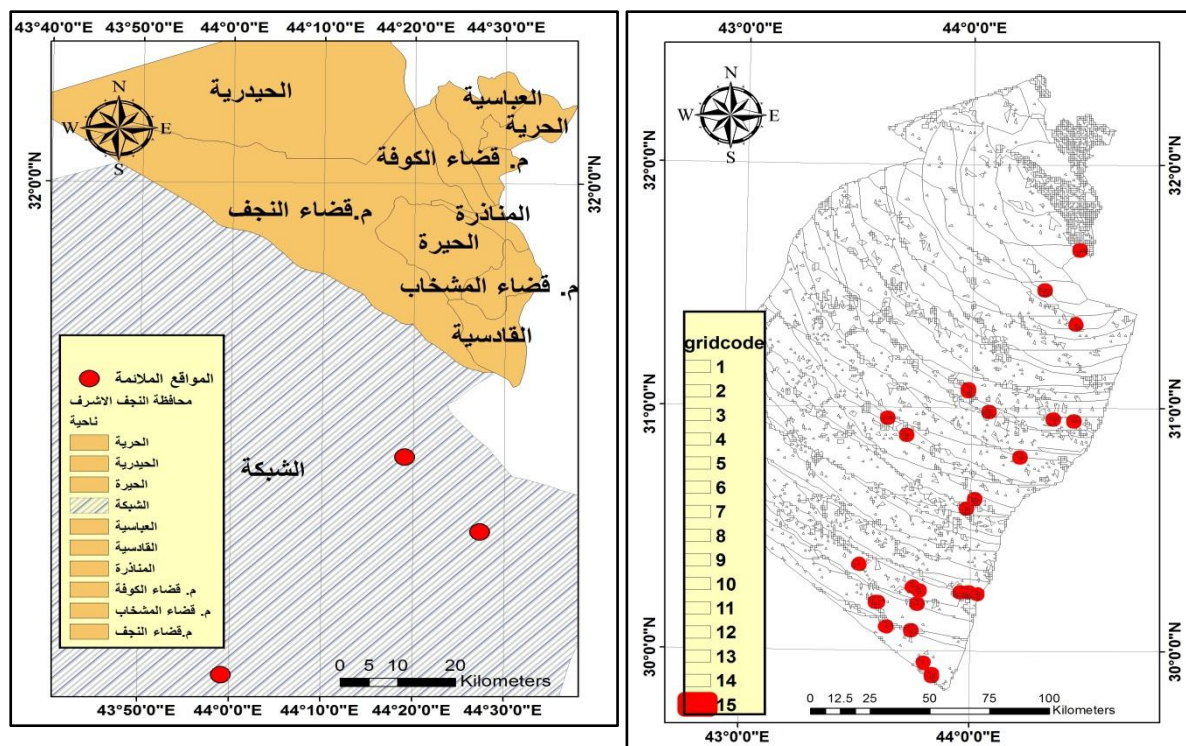 43°40'0"E 43°50'0"E 44°0'0"E 44°10'0"E 44°20'0"E 44°30'0"E
N
W E
S
32°0'0"N
32°0'0"N
الحيدرية
العباسية
الحرية
م. قضاء الكوفة
م.قضاء النجف
المناذرة
الحيرة
م. قضاء المشخاب
القادسية
الشبكة
المواقع الملائمة
محافظة النجف الاشرف
ناحية
الحرية
الحيدرية
الحيرة
الشبكة
العباسية
القادسية
المناذرة
م. قضاء الكوفة
م. قضاء المشخاب
م.قضاء النجف
0 5 10 20
Kilometers
43°50'0"E 44°0'0"E 44°10'0"E 44°20'0"E 44°30'0"E
43°0'0"E 44°0'0"E
N
W E
S
32°0'0"N
32°0'0"N
31°0'0"N
31°0'0"N
30°0'0"N
30°0'0"N
gridcode
1
2
3
4
5
6
7
8
9
10
11
12
13
14
15
0 12.5 25 50 75 100
Kilometers
43°0'0"E 44°0'0"E